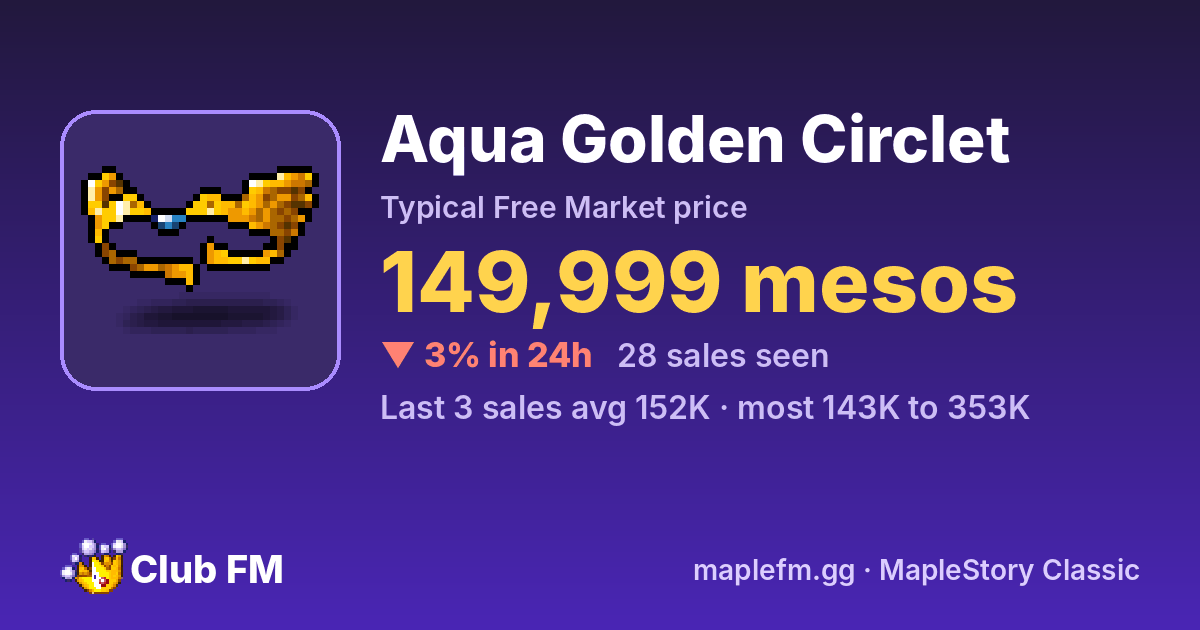 Aqua Golden Circlet
Typical Free Market price
149,999 mesos
▼ 3% in 24h 28 sales seen
Last 3 sales avg 152K · most 143K to 353K
Club FM
maplefm.gg · MapleStory Classic